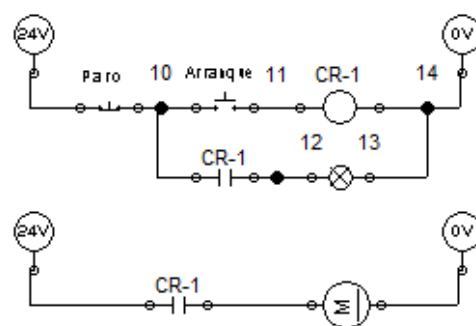 24V 0V
Paro 10 Arranque 11 CR-1 14
CR-1 12 13
24V 0V
CR-1
M